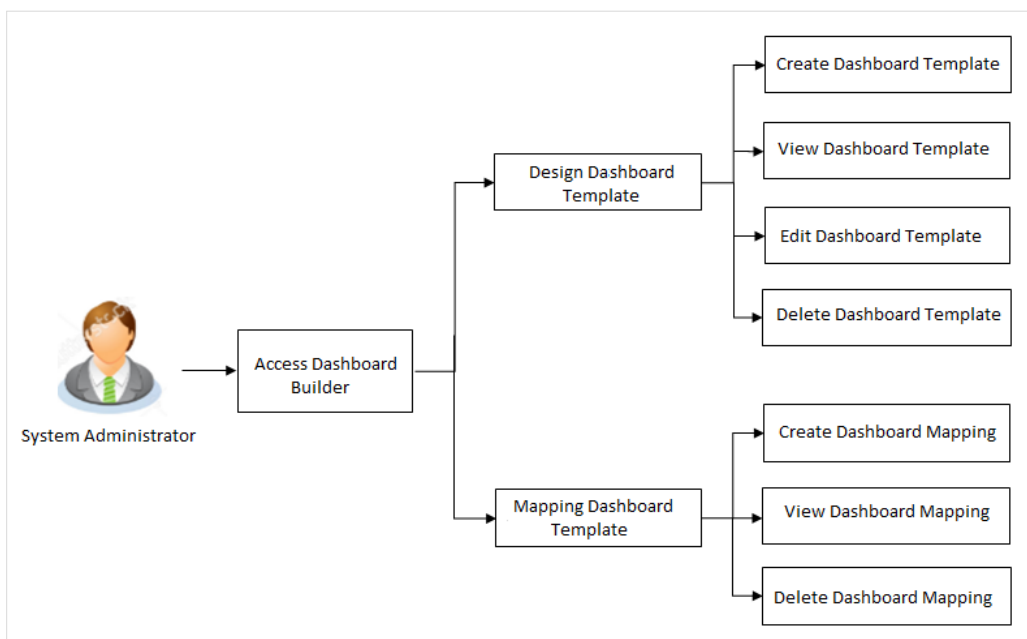 Create Dashboard Template
View Dashboard Template
Design Dashboard
Template
Edit Dashboard Template
Delete Dashboard Template
Access Dashboard
Builder
System Administrator
Create Dashboard Mapping
Mapping Dashboard
Template
View Dashboard Mapping
Delete Dashboard Mapping